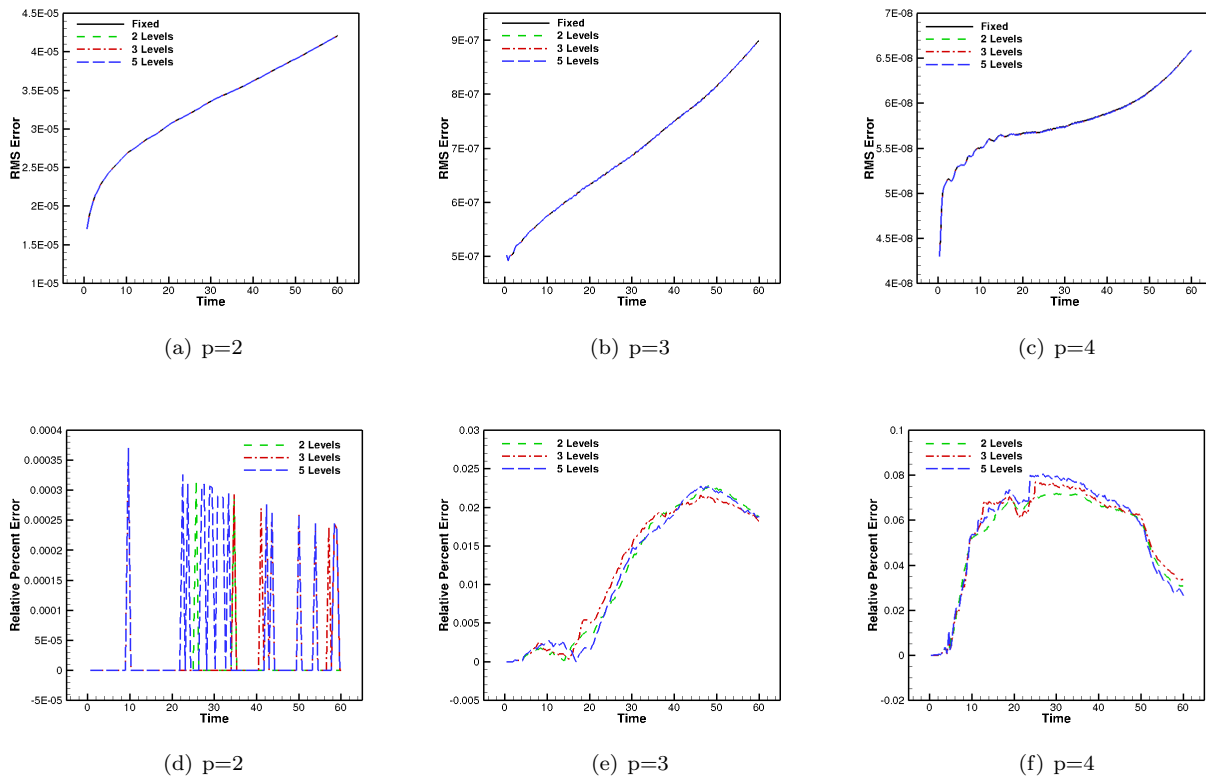 4.5E-05
4E-05
3.5E-05
3E-05
2.5E-05
2E-05
1.5E-05
1E-05
RMS Error
Fixed
2 Levels
3 Levels
5 Levels
0 10 20 30 40 50 60
Time
(a) p=2
9E-07
8E-07
7E-07
6E-07
5E-07
RMS Error
Fixed
2 Levels
3 Levels
5 Levels
0 10 20 30 40 50 60
Time
(b) p=3
7E-08
6.5E-08
6E-08
5.5E-08
5E-08
4.5E-08
4E-08
RMS Error
Fixed
2 Levels
3 Levels
5 Levels
0 10 20 30 40 50 60
Time
(c) p=4
0.0004
0.00035
0.0003
0.00025
0.0002
0.00015
0.0001
5E-05
0
-5E-05
Relative Percent Error
2 Levels
3 Levels
5 Levels
0 10 20 30 40 50 60
Time
(d) p=2
0.03
0.025
0.02
0.015
0.01
0.005
0
-0.005
Relative Percent Error
2 Levels
3 Levels
5 Levels
0 10 20 30 40 50 60
Time
(e) p=3
0.1
0.08
0.06
0.04
0.02
0
-0.02
Relative Percent Error
2 Levels
3 Levels
5 Levels
0 10 20 30 40 50 60
Time
(f) p=4